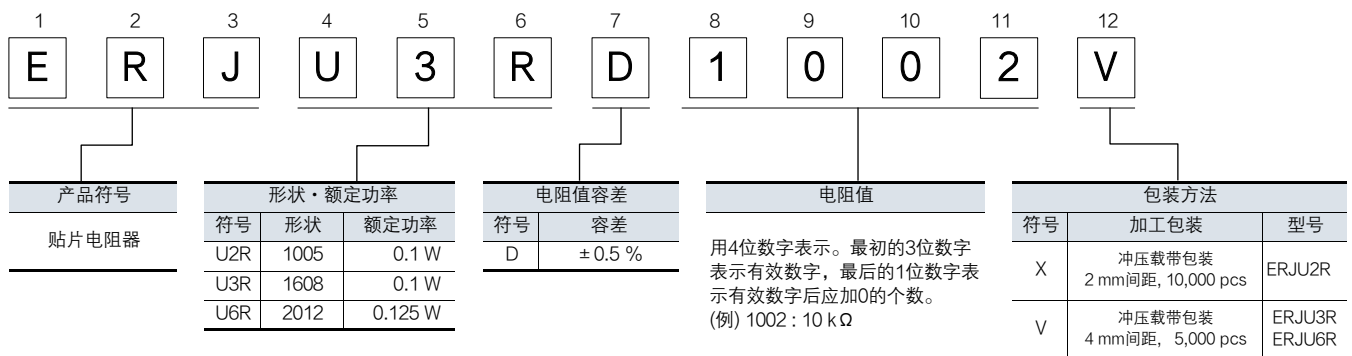 1 2 3 4 5 6 7 8 9 10 11 12
E R J U 3 R D 1 0 0 2 V
产品符号
贴片电阻器
形状・额定功率
符号 形状 额定功率
U2R 1005 0.1 W
U3R 1608 0.1 W
U6R 2012 0.125 W
电阻值容差
符号 容差
D ±0.5 %
电阻值
用4位数字表示。最初的3位数字
表示有效数字，最后的1位数字表
示有效数字后应加0的个数。
(例) 1002 : 10 kΩ
包装方法
符号 加工包装 型号
X 冲压载带包装 2 mm间距, 10,000 pcs ERJU2R
V 冲压载带包装 4 mm间距, 5,000 pcs ERJU3R ERJU6R